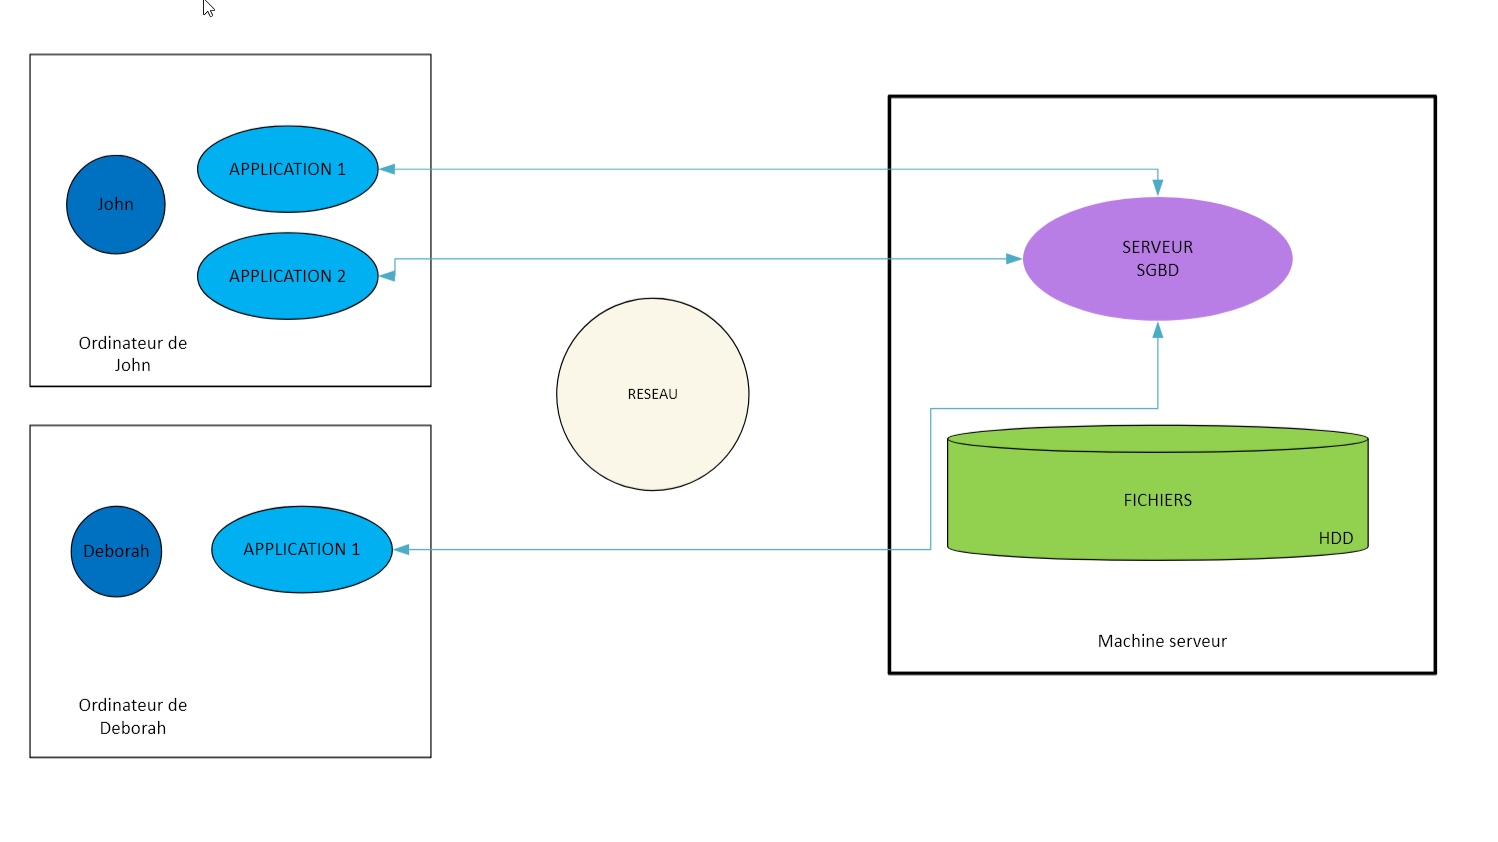 APPLICATION 1
John
APPLICATION 2
Ordinateur de
John
RESEAU
SERVEUR
SGBD
FICHIERS
HDD
Machine serveur
Deborah
APPLICATION 1
Ordinateur de
Deborah